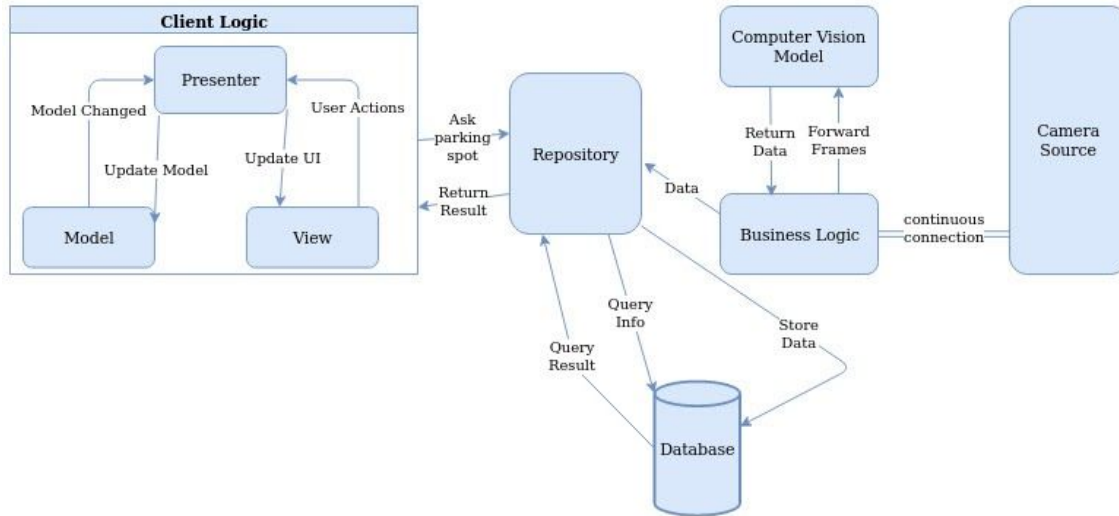 Client Logic
Presenter
Model Changed
User Actions
Update Model
Update UI
Model
View
Ask
parking
spot
Return
Result
Repository
Computer Vision
Model
Return
Data
Forward
Frames
Data
Business Logic
continuous
connection
Camera
Source
Query
Info
Query
Result
Store
Data
Database